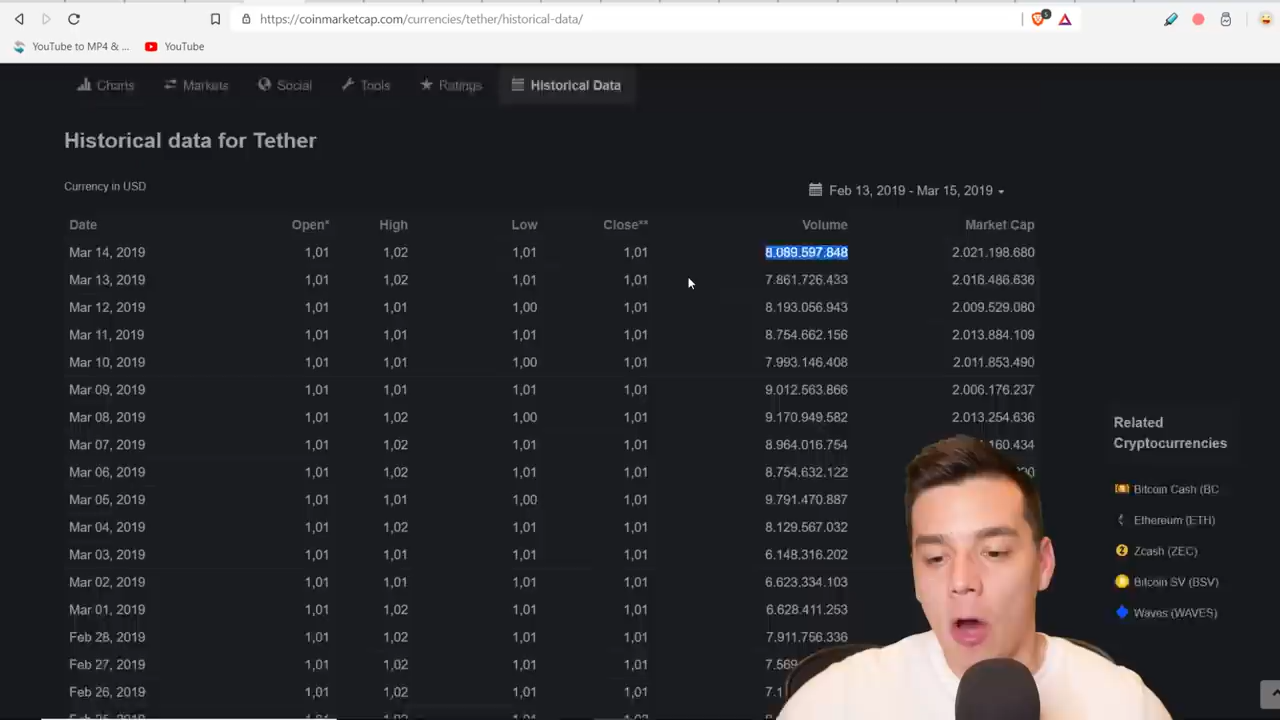 https://coinmarketcap.com/currencies/tether/historical-data/
5
YouTube to MP4 & ... YouTube
Charts Markets Social Tools Ratings Historical Data
Historical data for Tether
Currency in USD
Feb 13, 2019 - Mar 15, 2019
Date Open* High Low Close** Volume Market Cap
Mar 14, 2019 1,01 1,02 1,01 1,01 8.089.597.848 2.021.198.680
Mar 13, 2019 1,01 1,02 1,01 1,01 7.861.726.433 2.016.486.636
Mar 12, 2019 1,01 1,02 1,00 1,01 8.193.056.943 2.009.529.080
Mar 11, 2019 1,01 1,01 1,01 1,01 8.754.662.156 2.013.884.109
Mar 10, 2019 1,01 1,01 1,00 1,01 7.993.146.408 2.011.853.490
Mar 09, 2019 1,01 1,01 1,01 1,01 9.012.563.866 2.006.176.237
Mar 08, 2019 1,01 1,02 1,00 1,01 9.170.949.582 2.013.254.636
Mar 07, 2019 1,01 1,02 1,01 1,01 8.964.016.754 160.434
Mar 06, 2019 1,01 1,02 1,01 1,01 8.754.632.122
Mar 05, 2019 1,01 1,01 1,00 1,01 9.791.470.887
Mar 04, 2019 1,01 1,02 1,01 1,01 8.129.567.032
Mar 03, 2019 1,01 1,01 1,01 1,01 6.148.316.202
Mar 02, 2019 1,01 1,01 1,01 1,01 6.623.334.103
Mar 01, 2019 1,01 1,02 1,01 1,01 6.628.411.253
Feb 28, 2019 1,01 1,02 1,01 1,01 7.911.756.336
Feb 27, 2019 1,01 1,02 1,01 1,01 7.569
Feb 26, 2019 1,01 1,02 1,01 1,01 7.1
Related
Cryptocurrencies
Bitcoin Cash (BC
Ethereum (ETH)
Zcash (ZEC)
Bitcoin SV (BSV)
Waves (WAVES)